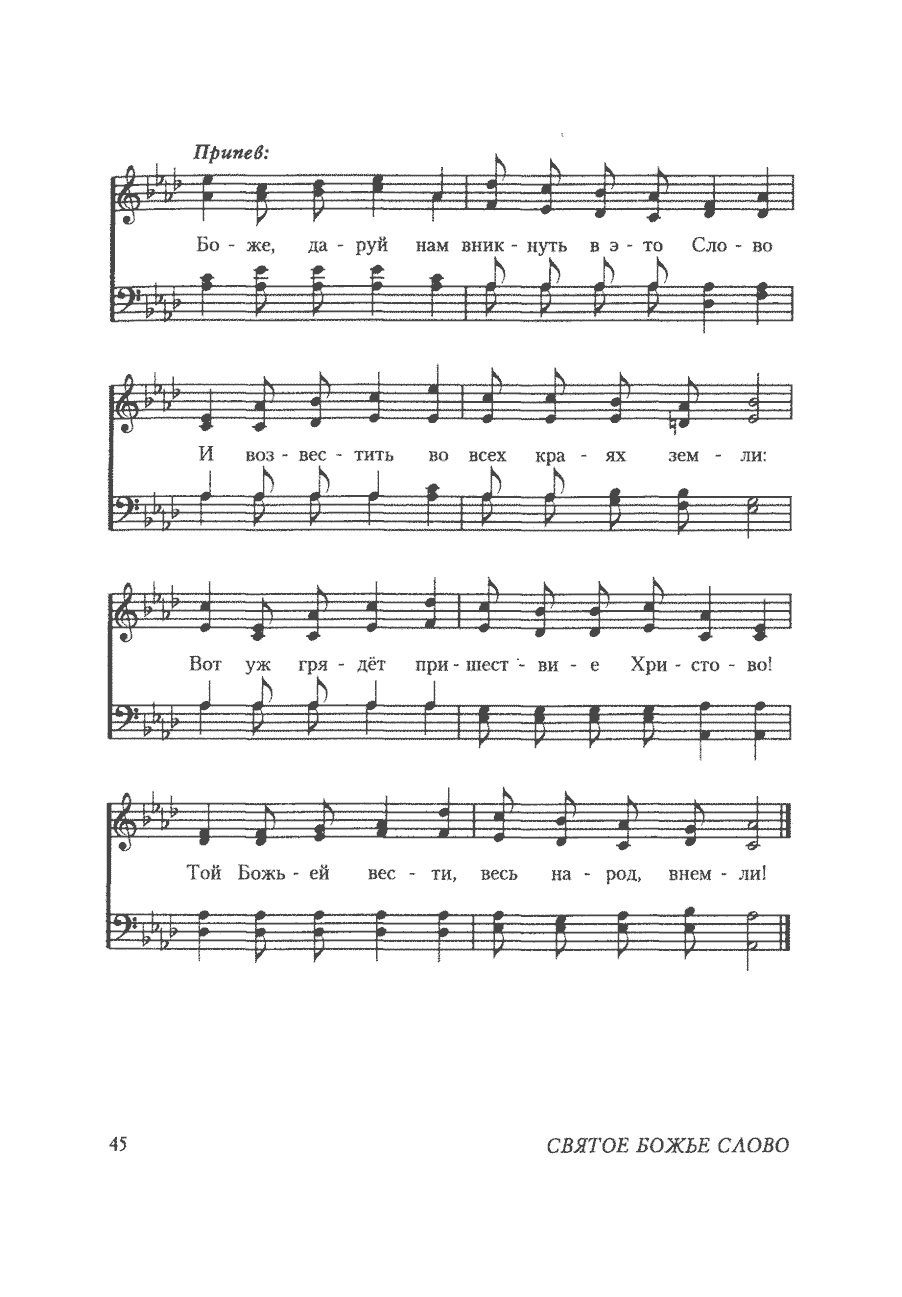 Припев:
Бо - же, да - руй нам вник - нуть в э - то Сло - во
И воз - вес - тить во всех кра - ях зем - ли:
Вот уж гря - дёт при - шест - ви - е Хри - сто - во!
Той Божь - ей вес - ти, весь на - род, внем - ли!
45 СВЯТОЕ БОЖЬЕ СЛОВО